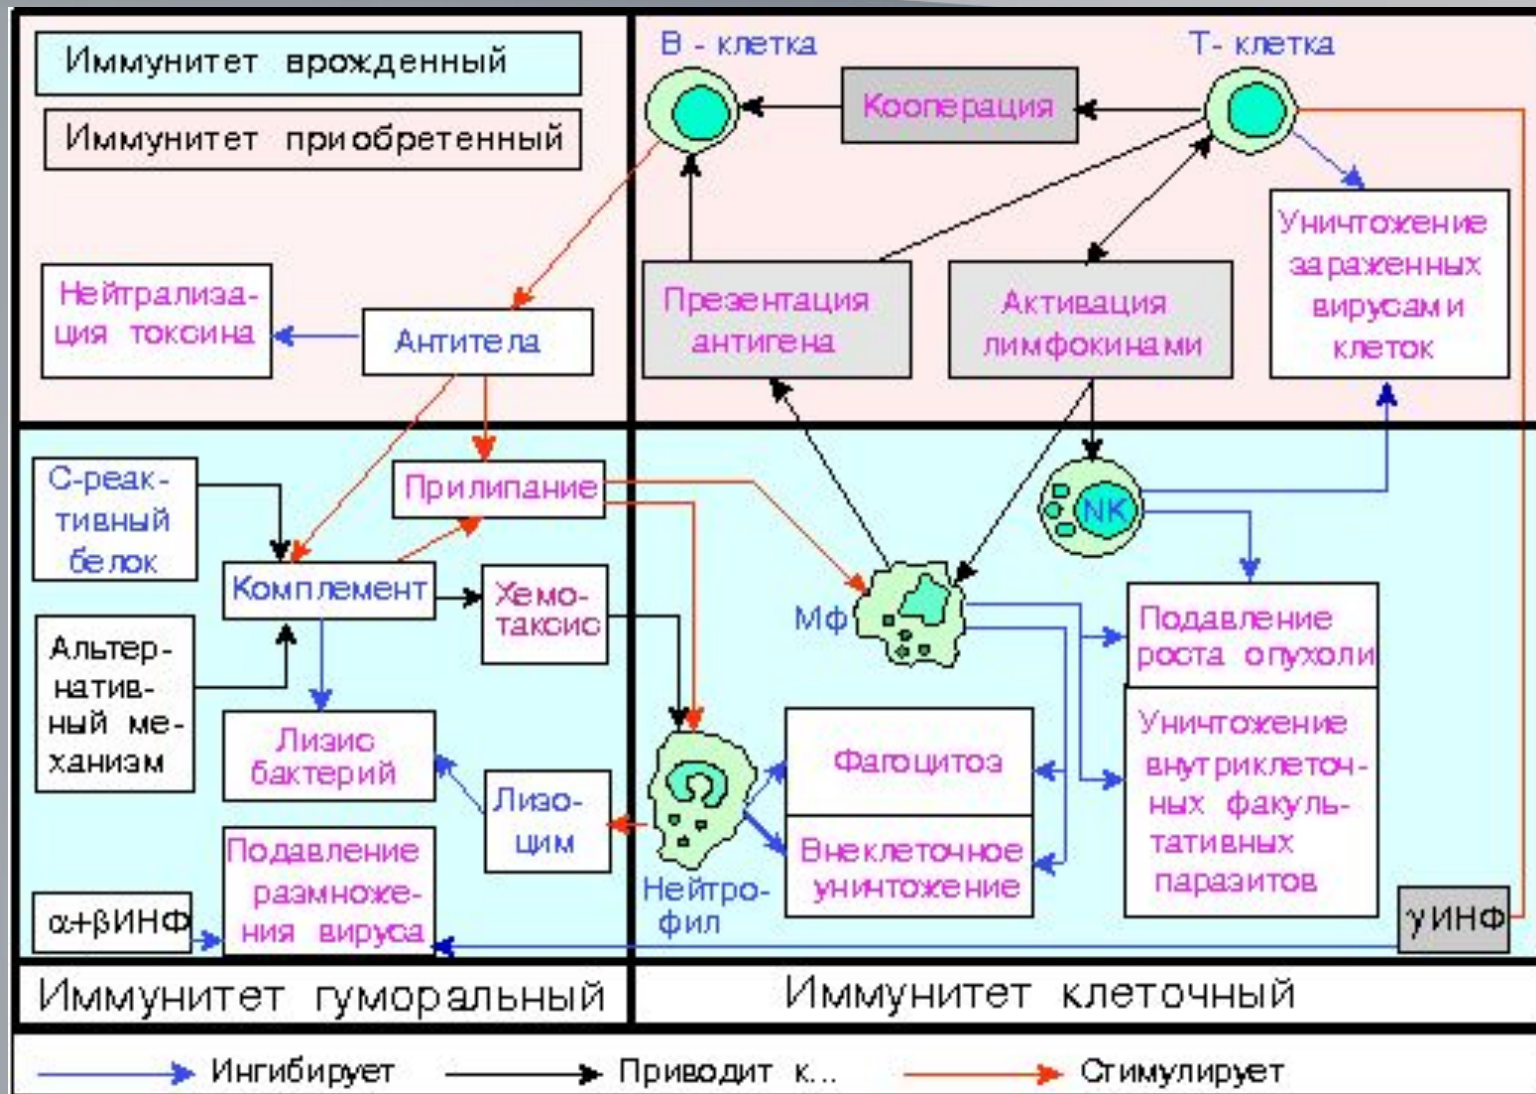 Иммунитет врожденный
Иммунитет приобретенный
В - клетка
Т- клетка
Кооперация
Нейтрализа-
ция токсина
Антитела
Презентация
антигена
Активация
лимфокинами
Уничтожение
зараженных
вирусами
клеток
С-реак-
тивный
белок
Прилипание
Комплемент
Хемо-
таксис
Альтер-
натив-
ный ме-
ханизм
Лизис
бактерий
Лизо-
цим
Подавление
размноже-
ния вируса
α+βИНФ
NK
Мф
Подавление
роста опухоли
Уничтожение
внутриклеточ-
ных факуль-
тативных
паразитов
Фагоцитоз
Внеклеточное
уничтожение
Нейтро-
фил
γИНФ
Иммунитет гуморальный
Иммунитет клеточный
Ингибирует
Приводит к...
Стимулирует